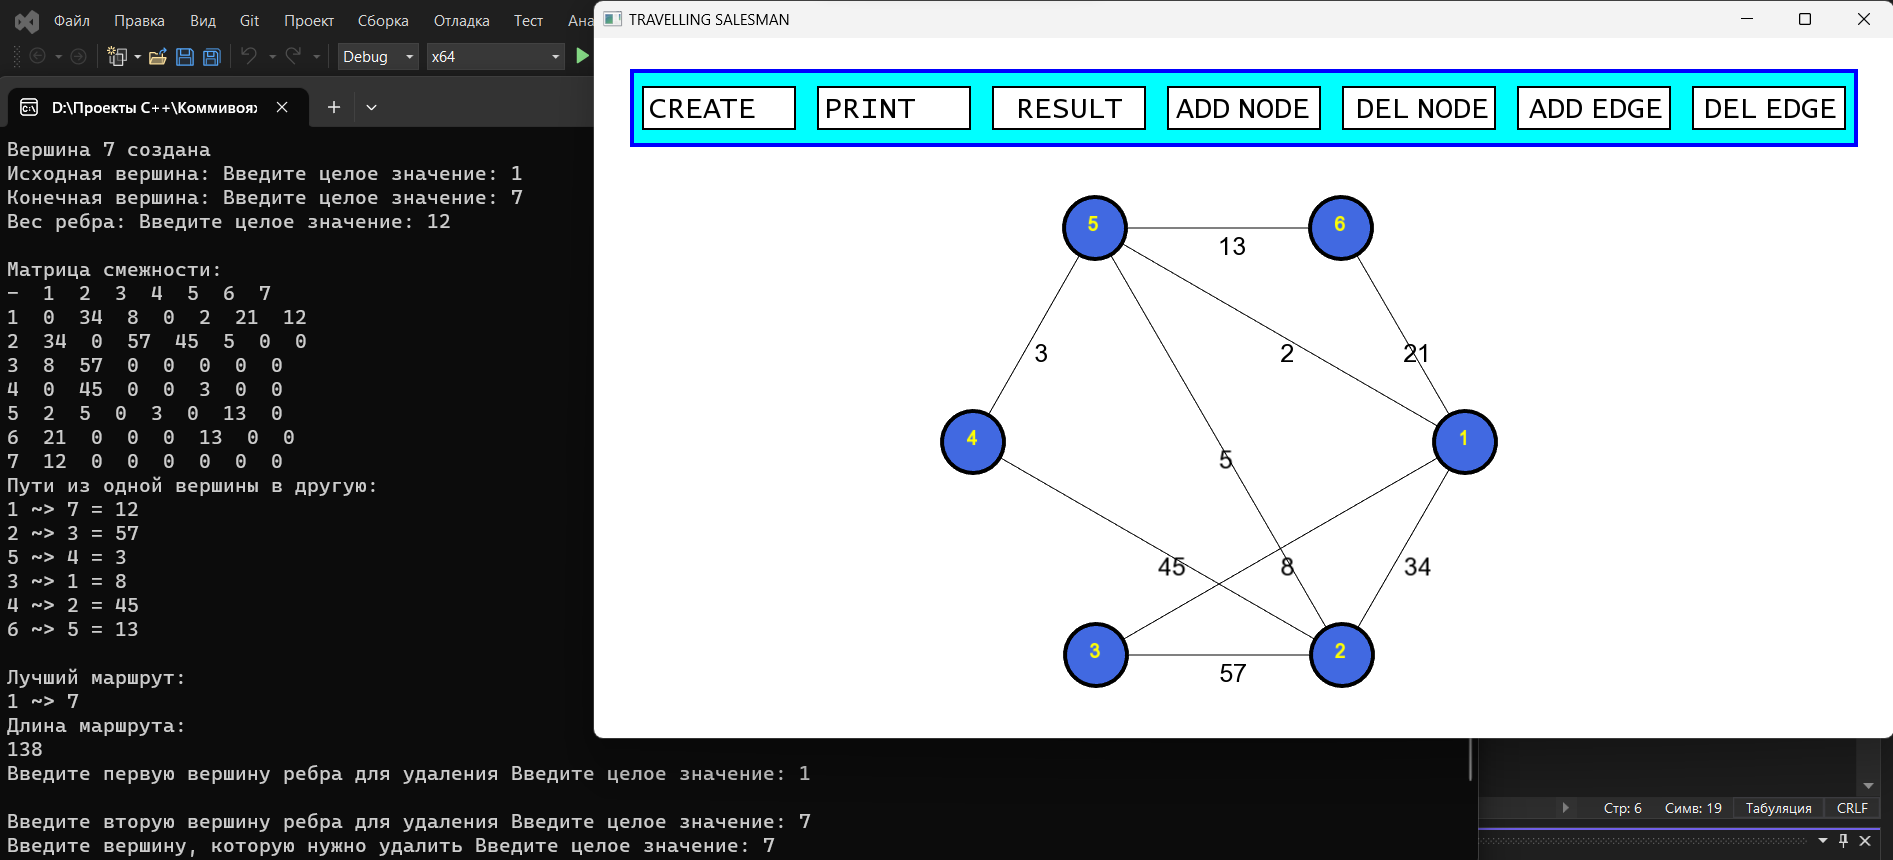 Файл Правка Вид Git Проект Сборка Отладка Тест Ана
Debug x64
D:\Проекты C++\Коммивоя
Вершина 7 создана
Исходная вершина: Введите целое значение: 1
Конечная вершина: Введите целое значение: 7
Вес ребра: Введите целое значение: 12
Матрица смежности:
- 1 2 3 4 5 6 7
1 0 34 8 0 2 21 12
2 34 0 57 45 5 0 0
3 8 57 0 0 0 0 0
4 0 45 0 0 3 0 0
5 2 5 0 3 0 13 0
6 21 0 0 0 13 0 0
7 12 0 0 0 0 0 0
Пути из одной вершины в другую:
1 ~> 7 = 12
2 ~> 3 = 57
5 ~> 4 = 3
3 ~> 1 = 8
4 ~> 2 = 45
6 ~> 5 = 13
Лучший маршрут:
1 ~> 7
Длина маршрута:
138
Введите первую вершину ребра для удаления Введите целое значение: 1
Введите вторую вершину ребра для удаления Введите целое значение: 7
Введите вершину, которую нужно удалить Введите целое значение: 7
TRAVELLING SALESMAN
CREATE PRINT RESULT ADD NODE DEL NODE ADD EDGE DEL EDGE
5 6
13
3 2 21
4 1
5
45 8 34
3 2
57
Стр: 6 Симв: 19 Табуляция CRLF